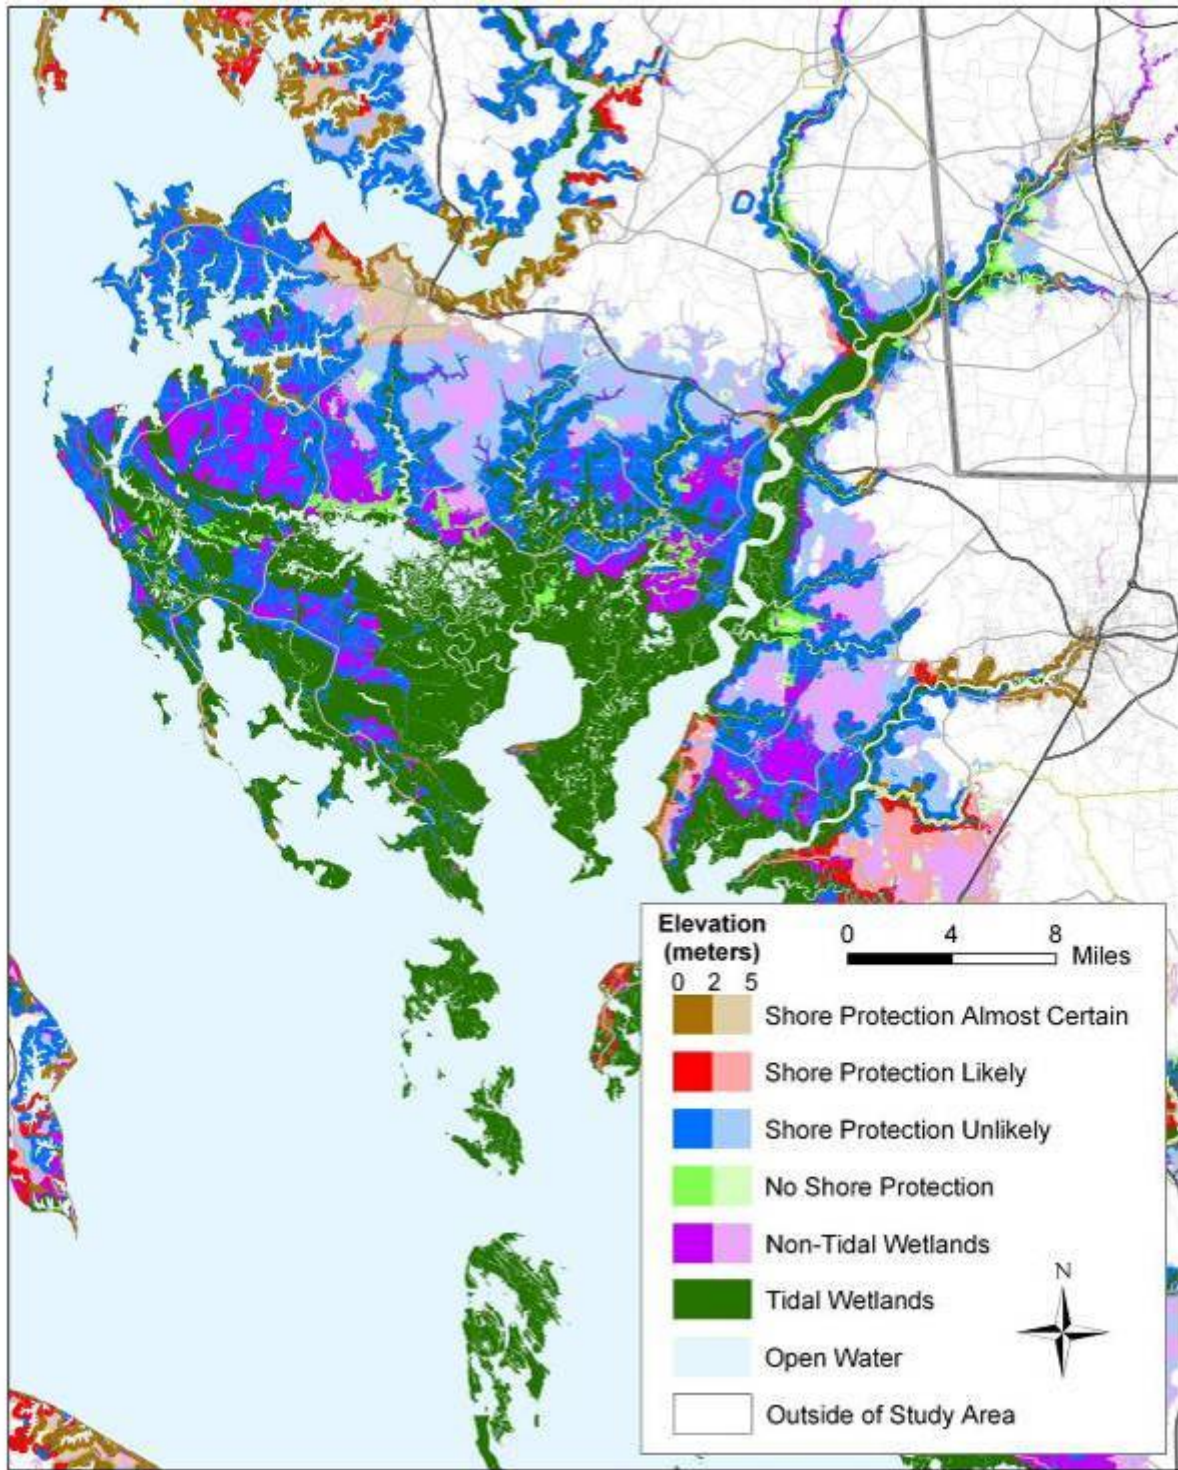 Elevation
(meters)
0 2 5
0 4 8
Miles
Shore Protection Almost Certain
Shore Protection Likely
Shore Protection Unlikely
No Shore Protection
Non-Tidal Wetlands
Tidal Wetlands
Open Water
Outside of Study Area
N